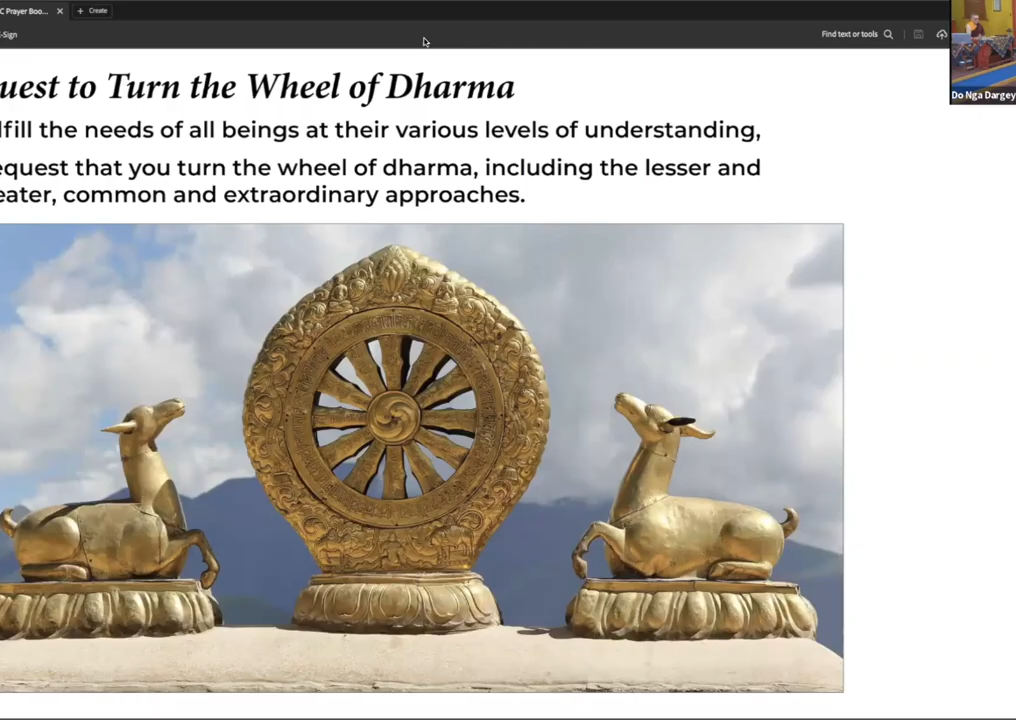 C Prayer Boo...
Create
-Sign
Find text or tools
Do Nga Dargey
uest to Turn the Wheel of Dharma
lfill the needs of all beings at their various levels of understanding,
equest that you turn the wheel of dharma, including the lesser and
eater, common and extraordinary approaches.